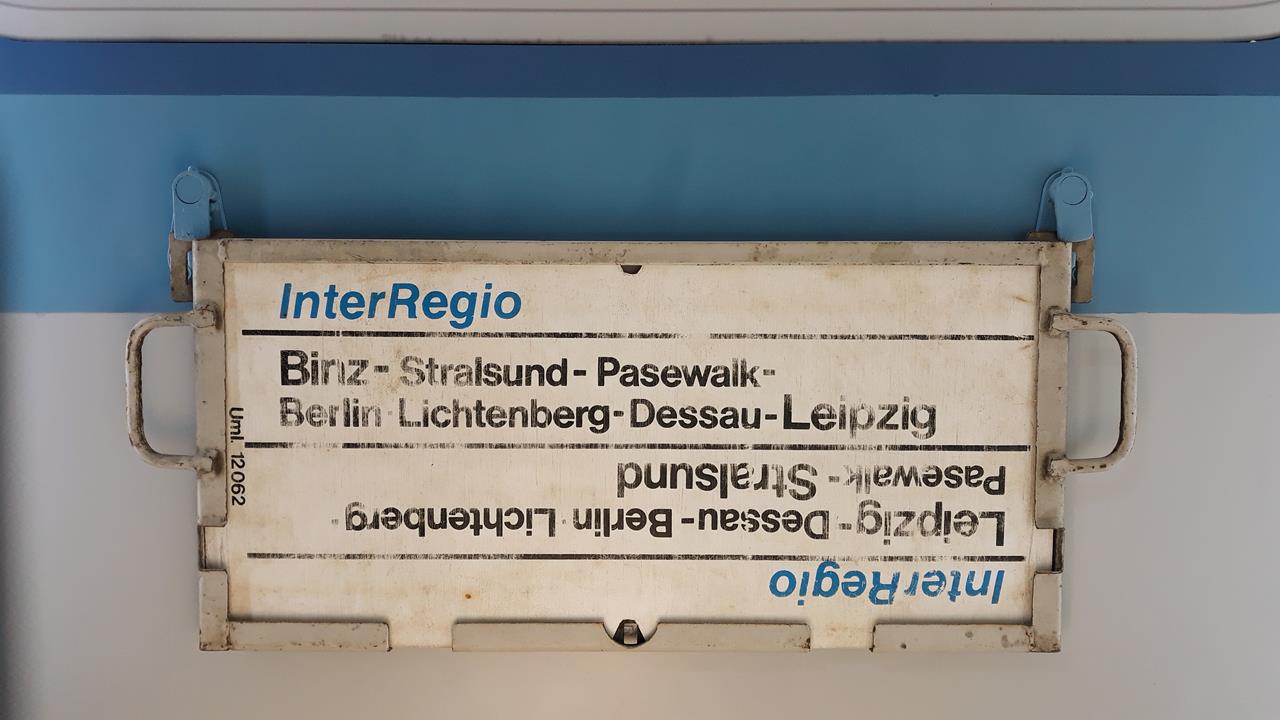 InterRegio
Binz - Stralsund - Pasewalk -
Berlin Lichtenberg - Dessau - Leipzig
Uml. 12062
InterRegio
Leipzig - Dessau - Berlin Lichtenberg -
Pasewalk - Stralsund